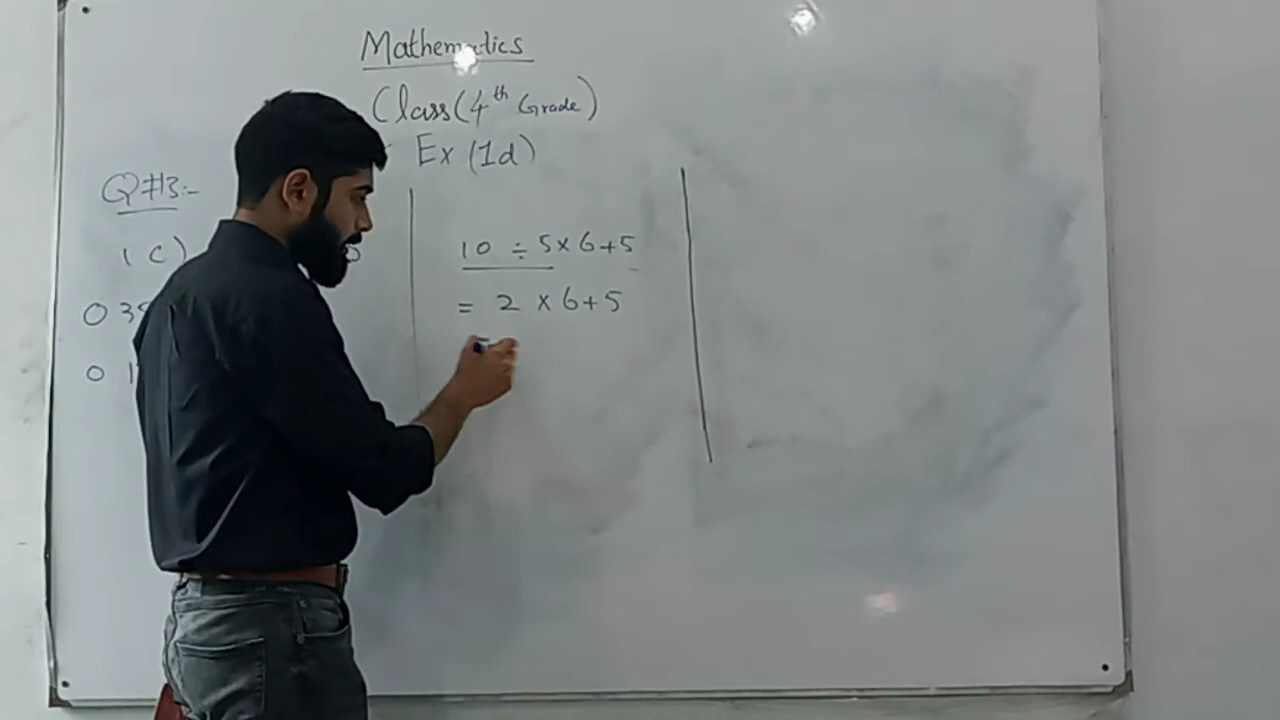 Mathematics
Class (4th Grade)
Ex (1d)
Q#3:-
(c)
10 ÷ 5 x 6 + 5
= 2 x 6 + 5